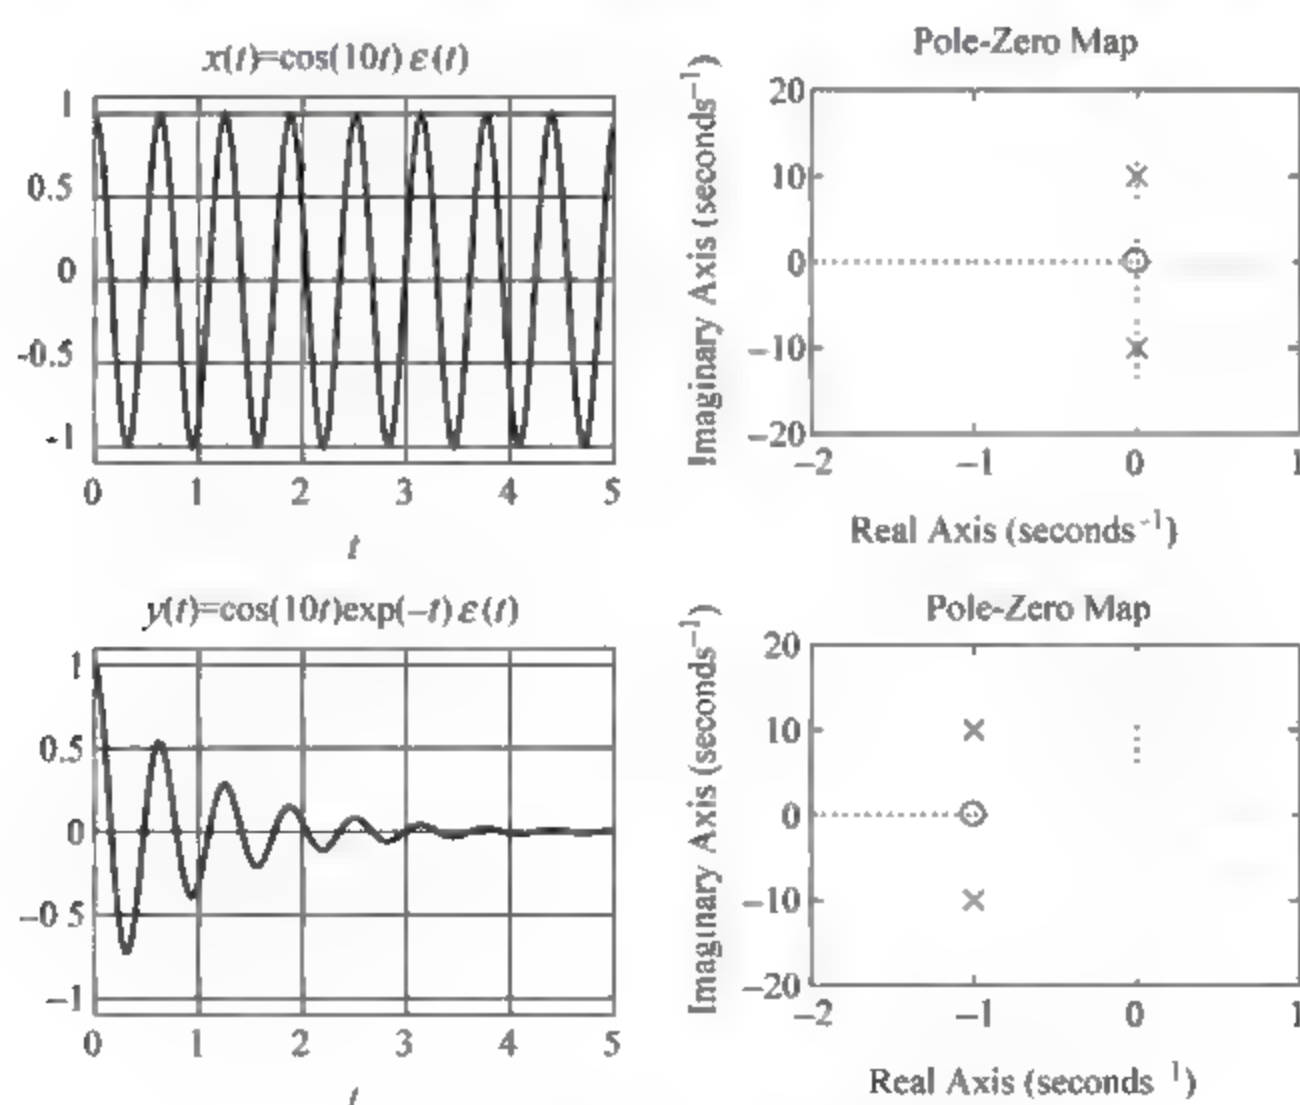 x(t)=cos(10t) ε(t)
1
0.5
0
-0.5
-1
0 1 2 3 4 5
t
Pole-Zero Map
Imaginary Axis (seconds⁻¹)
20
10
0
−10
−20
−2 −1 0 1
Real Axis (seconds⁻¹)
y(t)=cos(10t)exp(−t) ε(t)
1
0.5
0
−0 5
−1
0 1 2 3 4 5
t
Pole-Zero Map
Imaginary Axis (seconds⁻¹)
20
10
0
−10
−20
−2 −1 0 1
Real Axis (seconds ¹)